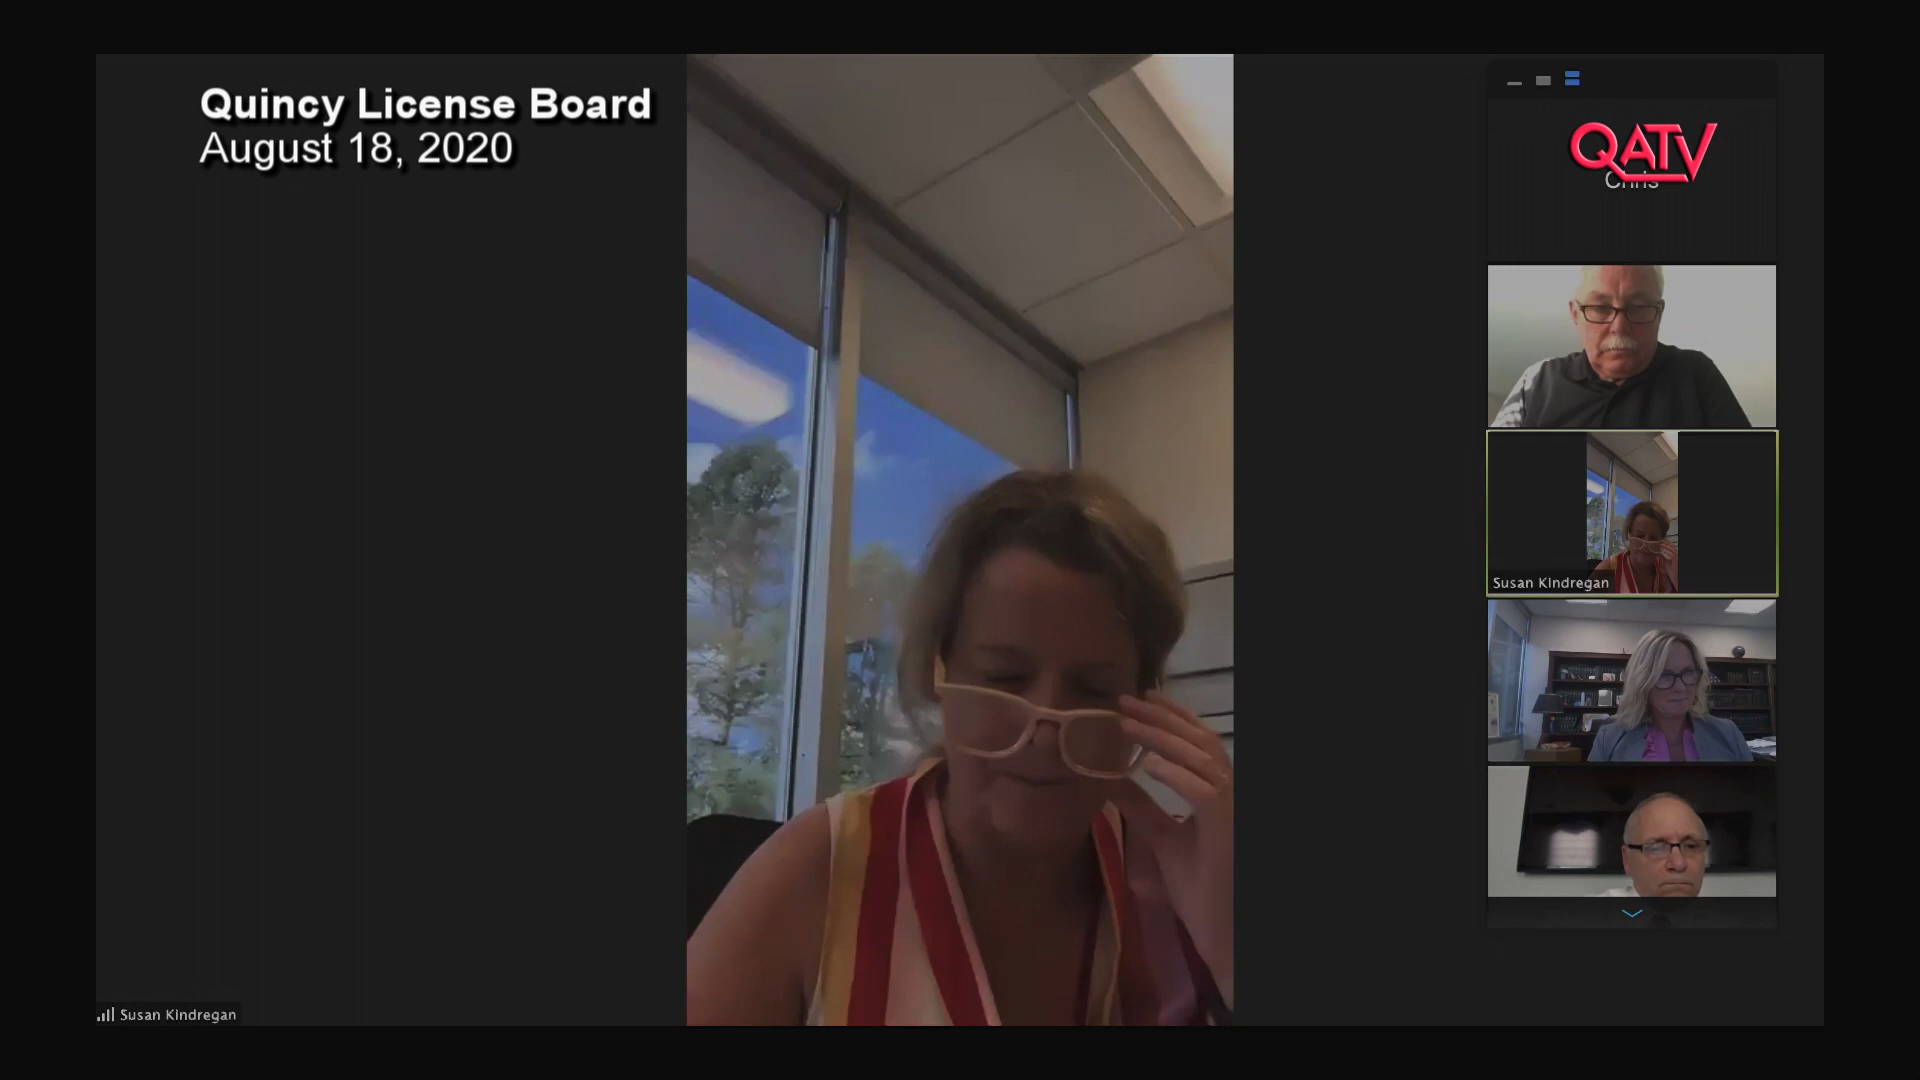 Quincy License Board
August 18, 2020
QATV
Chris
Susan Kindregan
Susan Kindregan